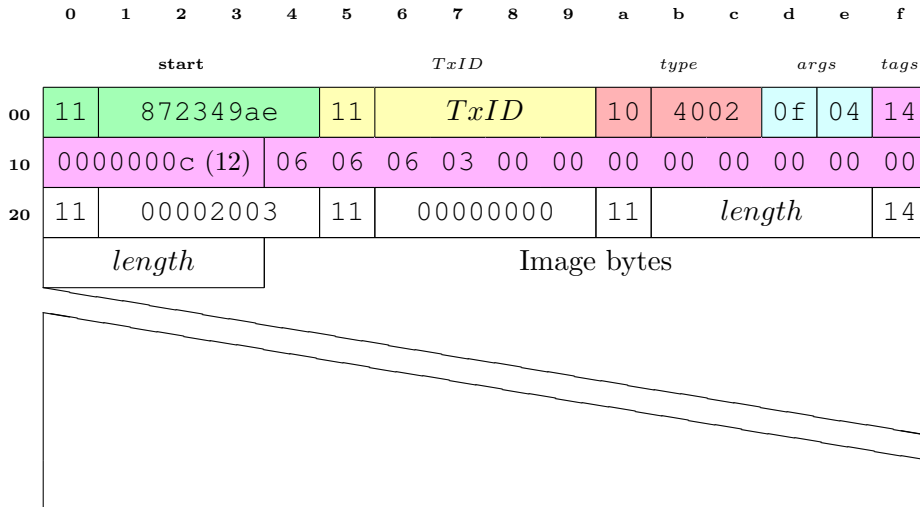 0 1 2 3 4 5 6 7 8 9 a b c d e f
start TxID type args tags
00 11 872349ae 11 TxID 10 4002 0f 04 14
10 0000000c (12) 06 06 06 03 00 00 00 00 00 00 00 00
20 11 00002003 11 00000000 11 length 14
length Image bytes